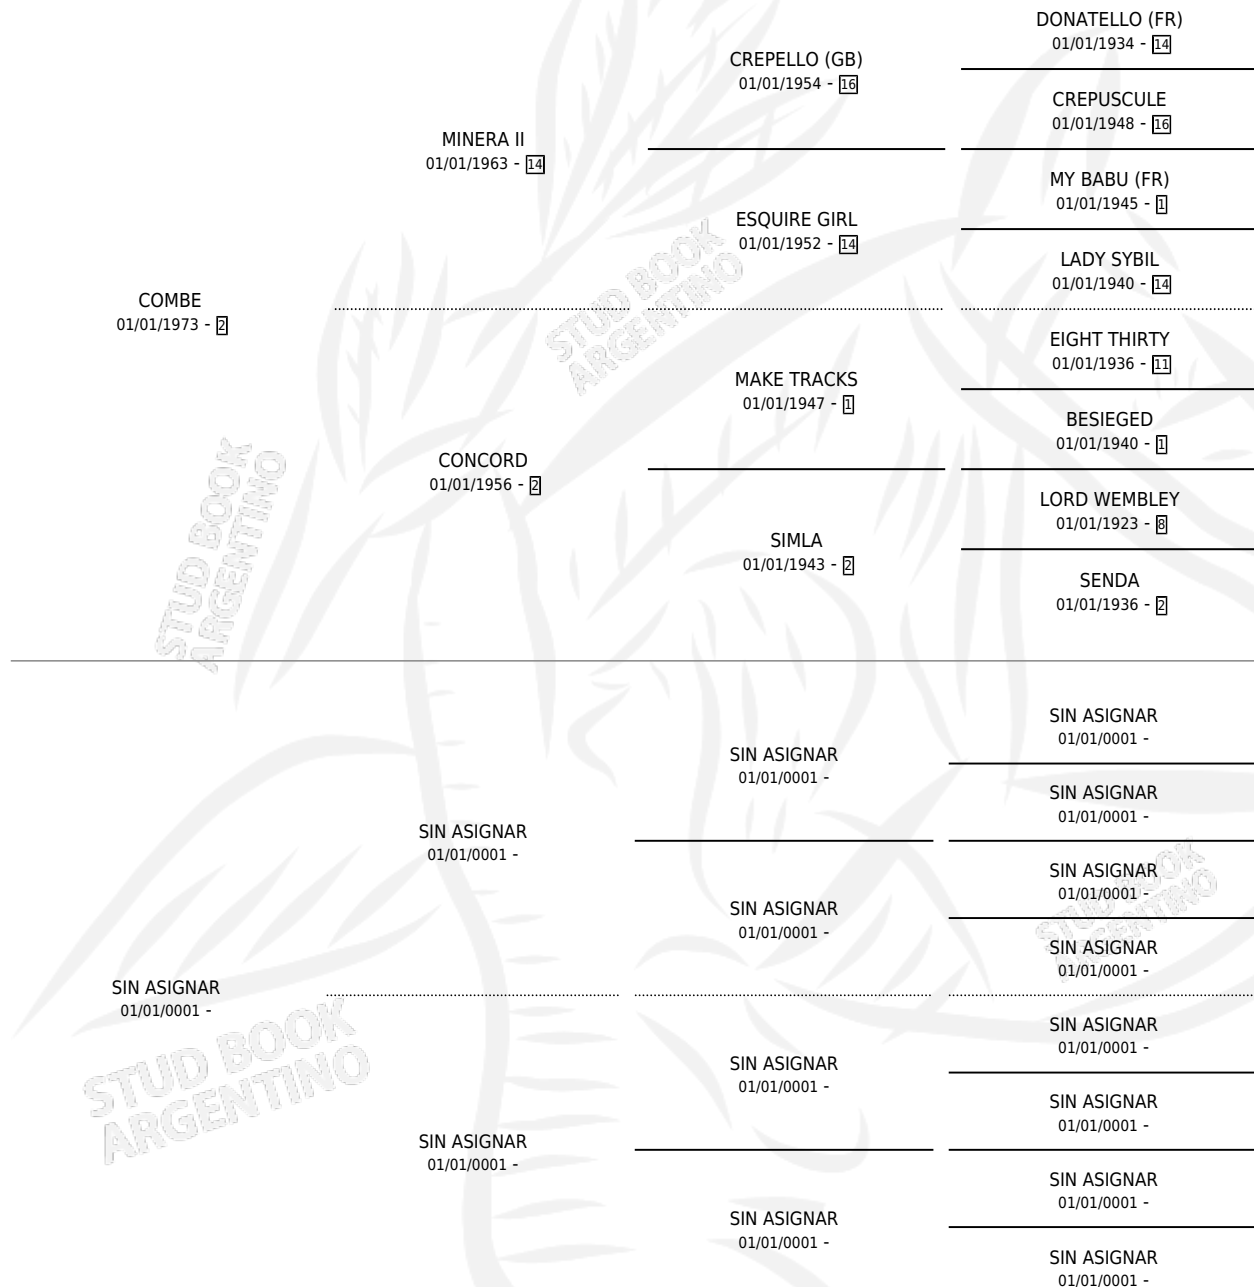 DONATELLO (FR)
01/01/1934 - 14
CREPELLO (GB)
01/01/1954 - 16
CREPUSCULE
01/01/1948 - 16
MINERA II
01/01/1963 - 14
MY BABU (FR)
01/01/1945 - 1
ESQUIRE GIRL
01/01/1952 - 14
LADY SYBIL
01/01/1940 - 14
COMBE
01/01/1973 - 2
STUD BOOK
ARGENTINO
EIGHT THIRTY
01/01/1936 - 11
MAKE TRACKS
01/01/1947 - 1
BESIEGED
01/01/1940 - 1
CONCORD
01/01/1956 - 2
LORD WEMBLEY
01/01/1923 - 8
SIMLA
01/01/1943 - 2
SENDA
01/01/1936 - 2
STUD BOOK
ARGENTINO
SIN ASIGNAR
01/01/0001 -
SIN ASIGNAR
01/01/0001 -
SIN ASIGNAR
01/01/0001 -
SIN ASIGNAR
01/01/0001 -
SIN ASIGNAR
01/01/0001 -
SIN ASIGNAR
01/01/0001 -
SIN ASIGNAR
01/01/0001 -
STUD BOOK
ARGENTINO
SIN ASIGNAR
01/01/0001 -
SIN ASIGNAR
01/01/0001 -
SIN ASIGNAR
01/01/0001 -
SIN ASIGNAR
01/01/0001 -
SIN ASIGNAR
01/01/0001 -
SIN ASIGNAR
01/01/0001 -
SIN ASIGNAR
01/01/0001 -
SIN ASIGNAR
01/01/0001 -
STUD BOOK
ARGENTINO